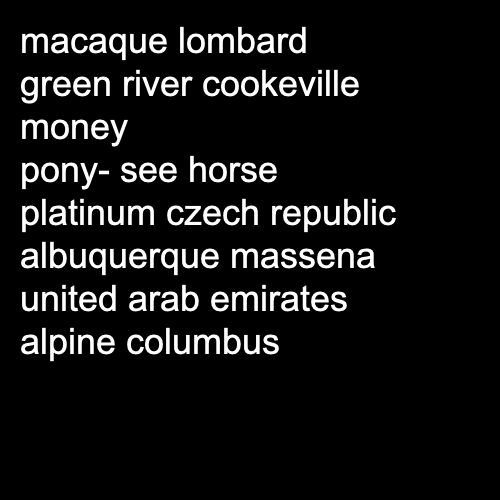 macaque lombard
green river cookeville
money
pony- see horse
platinum czech republic
albuquerque massena
united arab emirates
alpine columbus